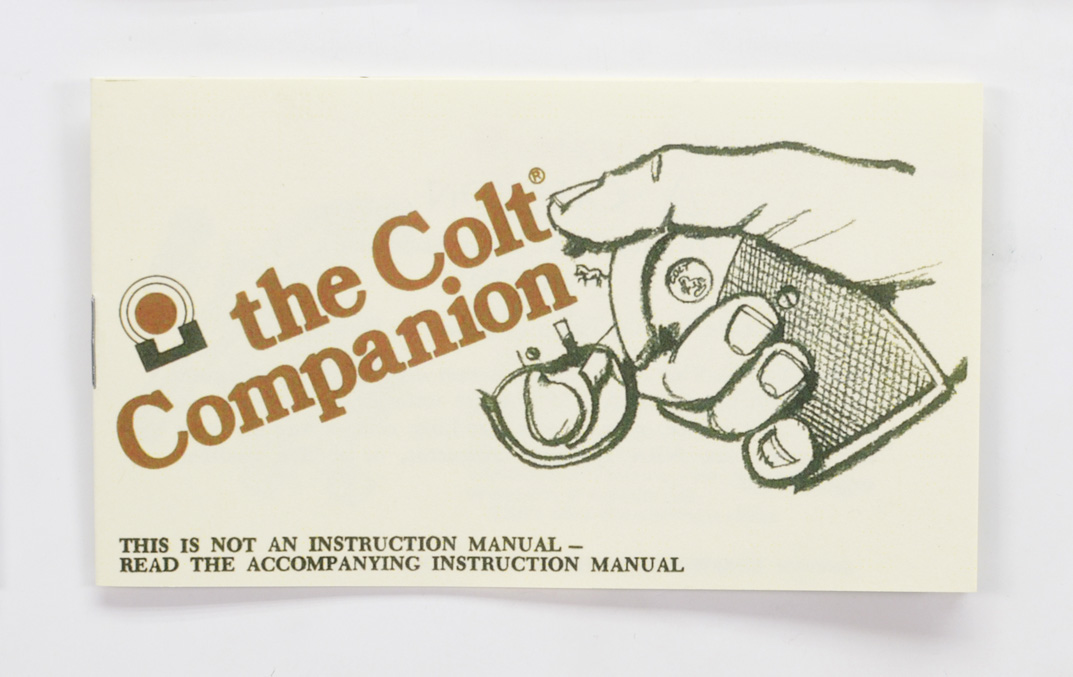 the Colt®
Companion
THIS IS NOT AN INSTRUCTION MANUAL –
READ THE ACCOMPANYING INSTRUCTION MANUAL